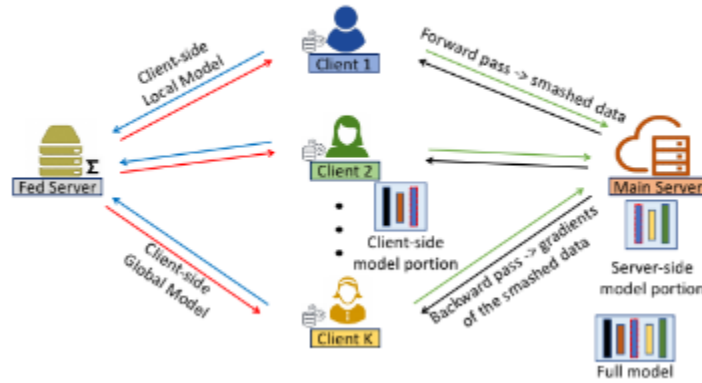 Client-side
Local Model
Client 1
Forward pass -> smashed data
Σ
Fed Server
Client 2
Main Server
Client-side
model portion
Client-side
Global Model
Backward pass -> gradients
of the smashed data
Server-side
model portion
Client K
Full model